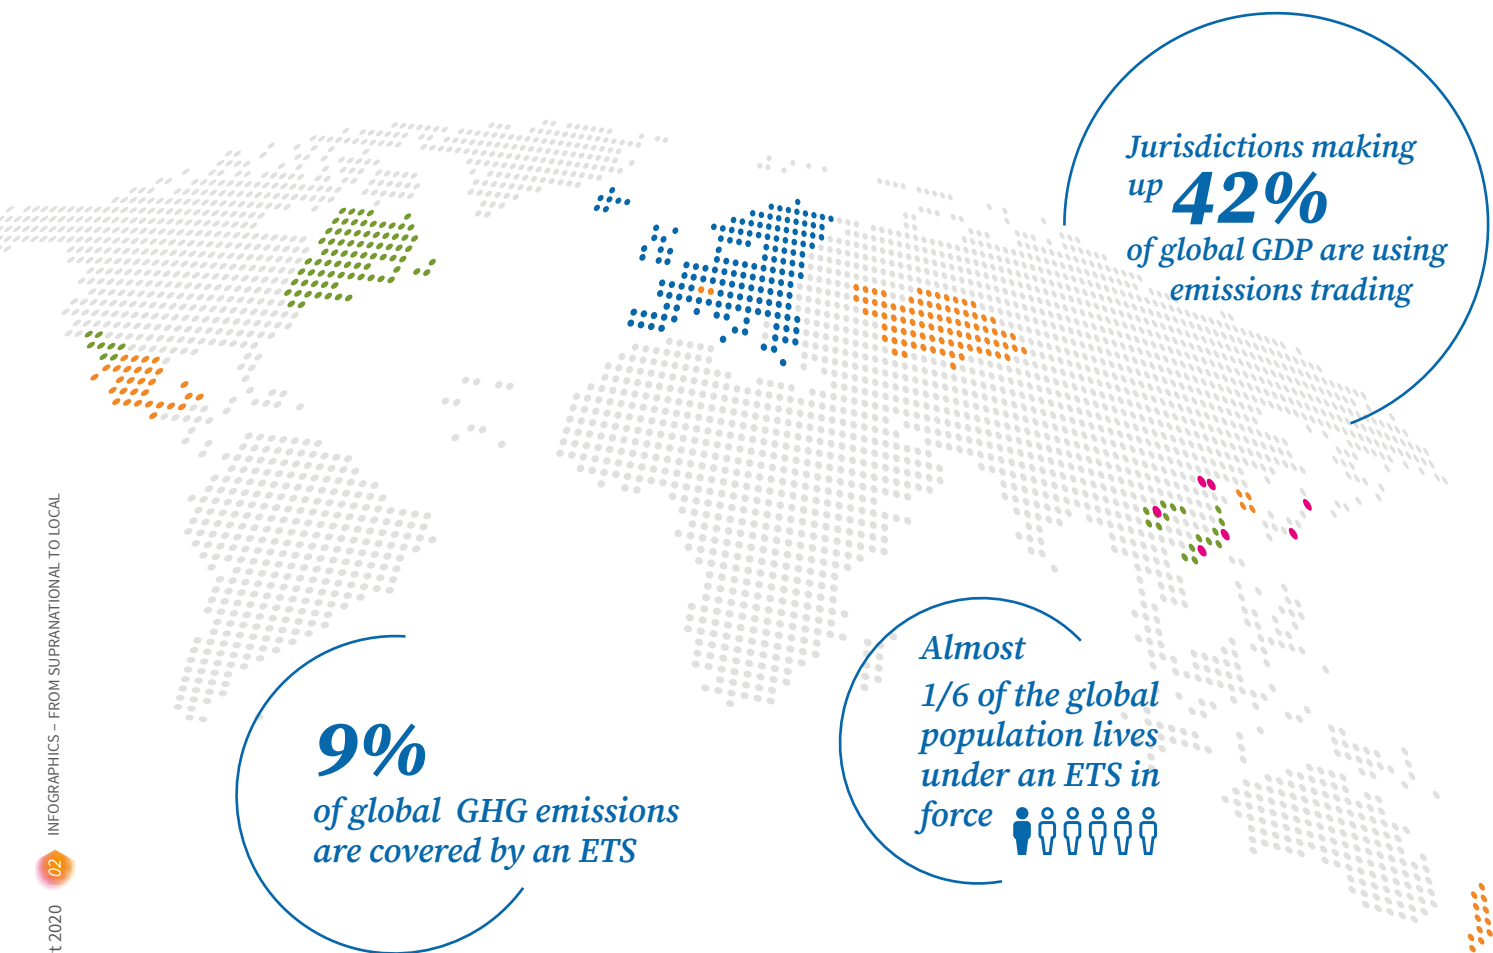 Jurisdictions making
up 42%
of global GDP are using
emissions trading
9%
of global GHG emissions
are covered by an ETS
Almost
1/6 of the global
population lives
under an ETS in
force
INFOGRAPHICS – FROM SUPRANATIONAL TO LOCAL
02
t 2020